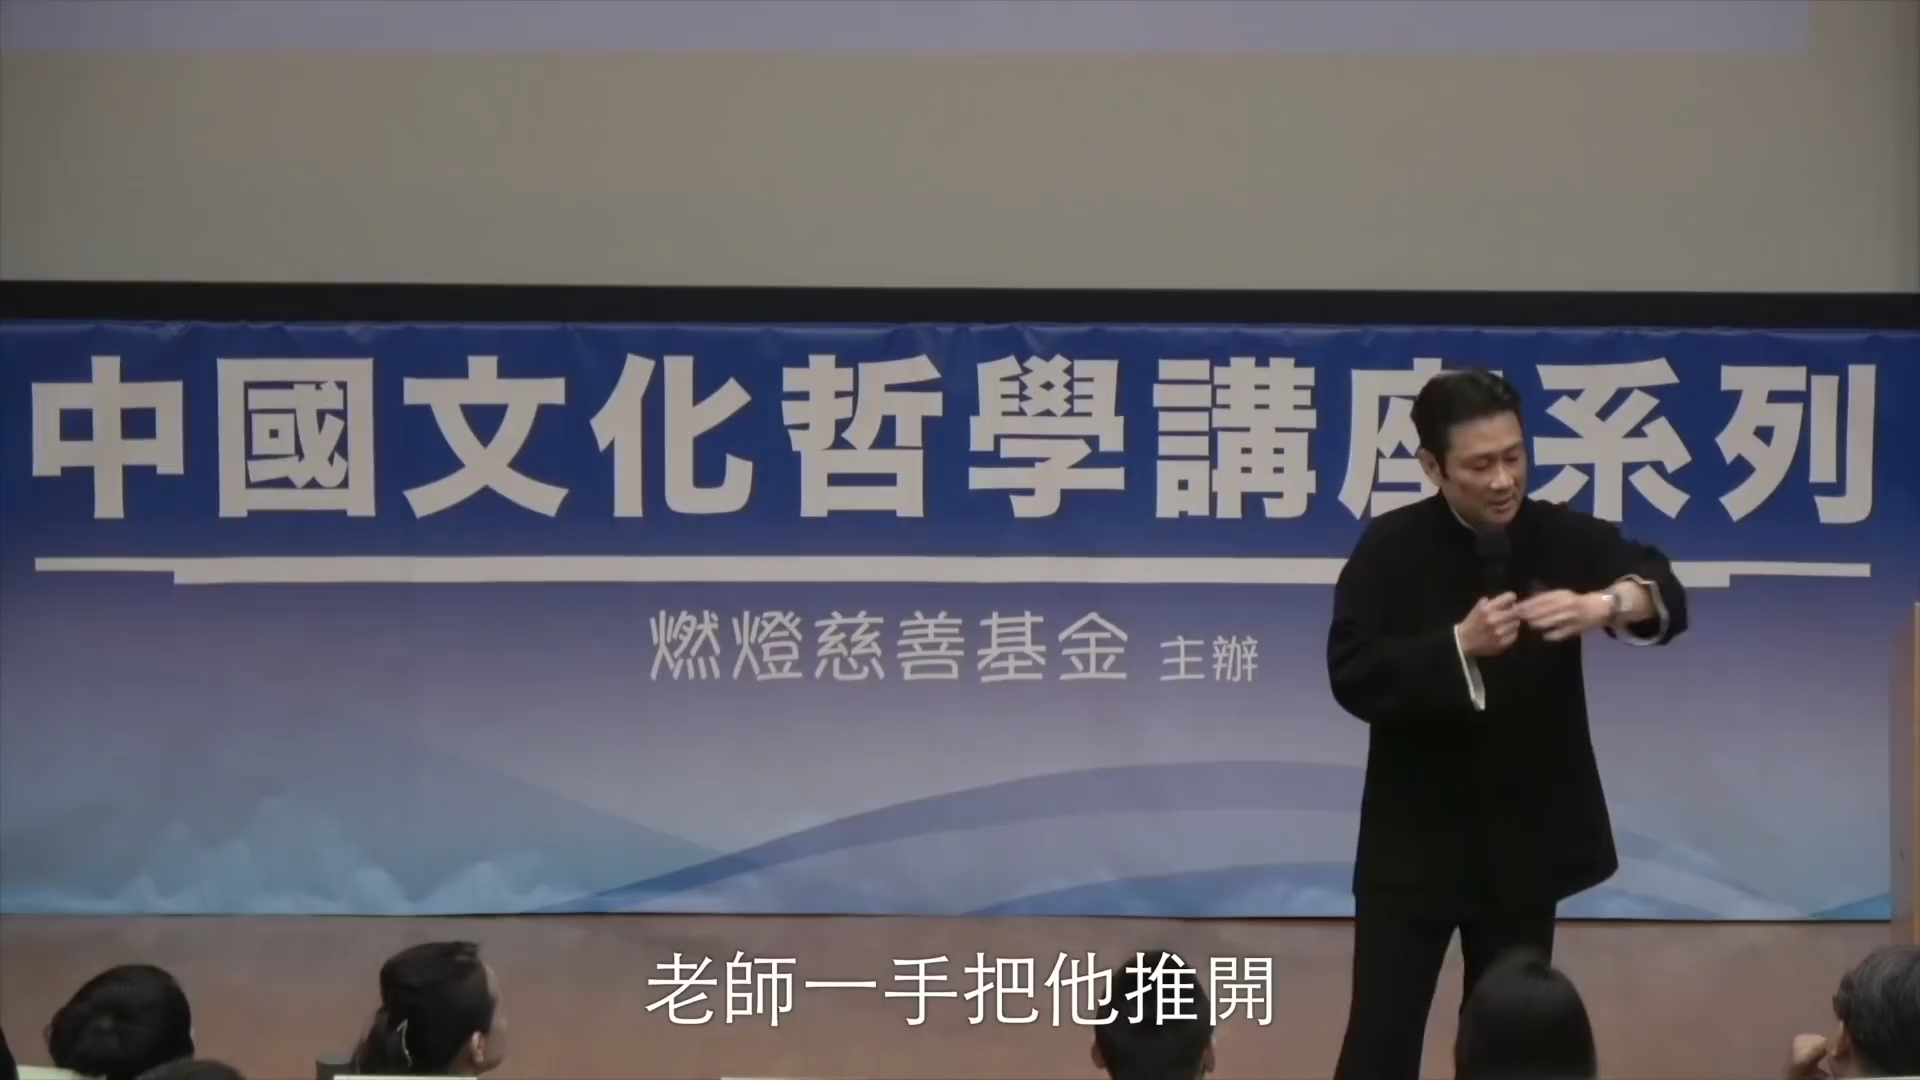 中國文化哲學講座系列
燃燈慈善基金 主辦
老師一手把他推開